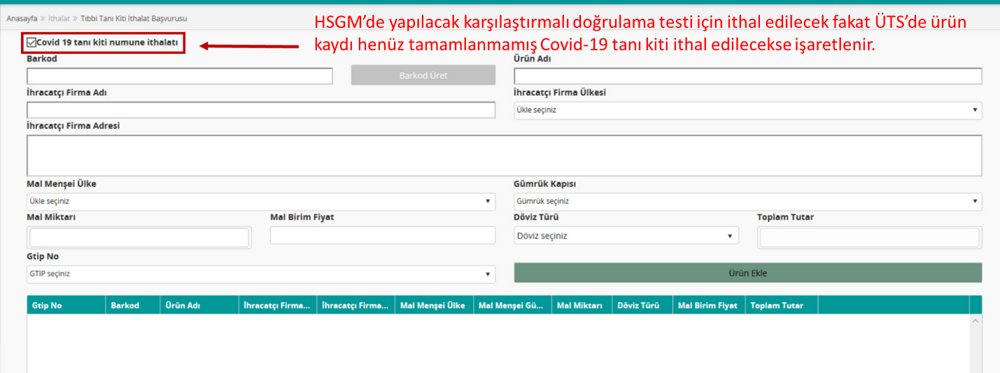 Anasayfa » İthalat » Tıbbi Tanı Kiti İthalat Başvurusu
HSGM’de yapılacak karşılaştırmalı doğrulama testi için ithal edilecek fakat ÜTS’de ürün
kaydı henüz tamamlanmamış Covid-19 tanı kiti ithal edilecekse işaretlenir.
Covid 19 tanı kiti numune ithalatı
Barkod
Ürün Adı
Barkod Üret
İhracatçı Firma Adı
İhracatçı Firma Ülkesi
Ükle seçiniz
İhracatçı Firma Adresi
Mal Menşei Ülke
Gümrük Kapısı
Ükle seçiniz
Gümrük seçiniz
Mal Miktarı
Mal Birim Fiyat
Döviz Türü
Toplam Tutar
Döviz seçiniz
Gtip No
GTIP seçiniz
Ürün Ekle
Gtip No
Barkod
Ürün Adı
İhracatçı Firma...
İhracatçı Firma...
Mal Menşei Ülke
Mal Menşei Gü...
Mal Miktarı
Döviz Türü
Mal Birim Fiyat
Toplam Tutar